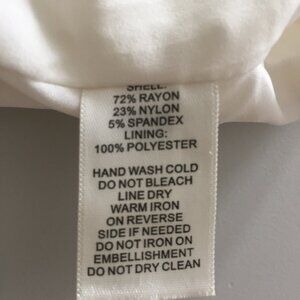 SHELL:
72% RAYON
23% NYLON
5% SPANDEX
LINING:
100% POLYESTER
HAND WASH COLD
DO NOT BLEACH
LINE DRY
WARM IRON
ON REVERSE
SIDE IF NEEDED
DO NOT IRON ON
EMBELLISHMENT
DO NOT DRY CLEAN